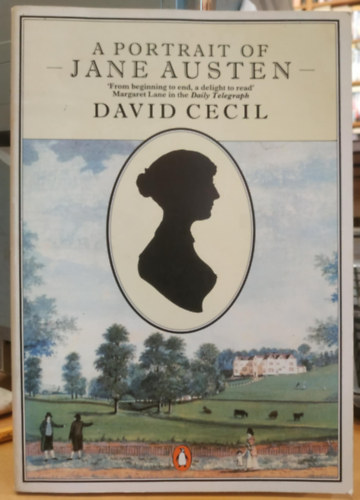 A PORTRAIT OF
JANE AUSTEN
'From beginning to end, a delight to read'
Margaret Lane in the Daily Telegraph
DAVID CECIL